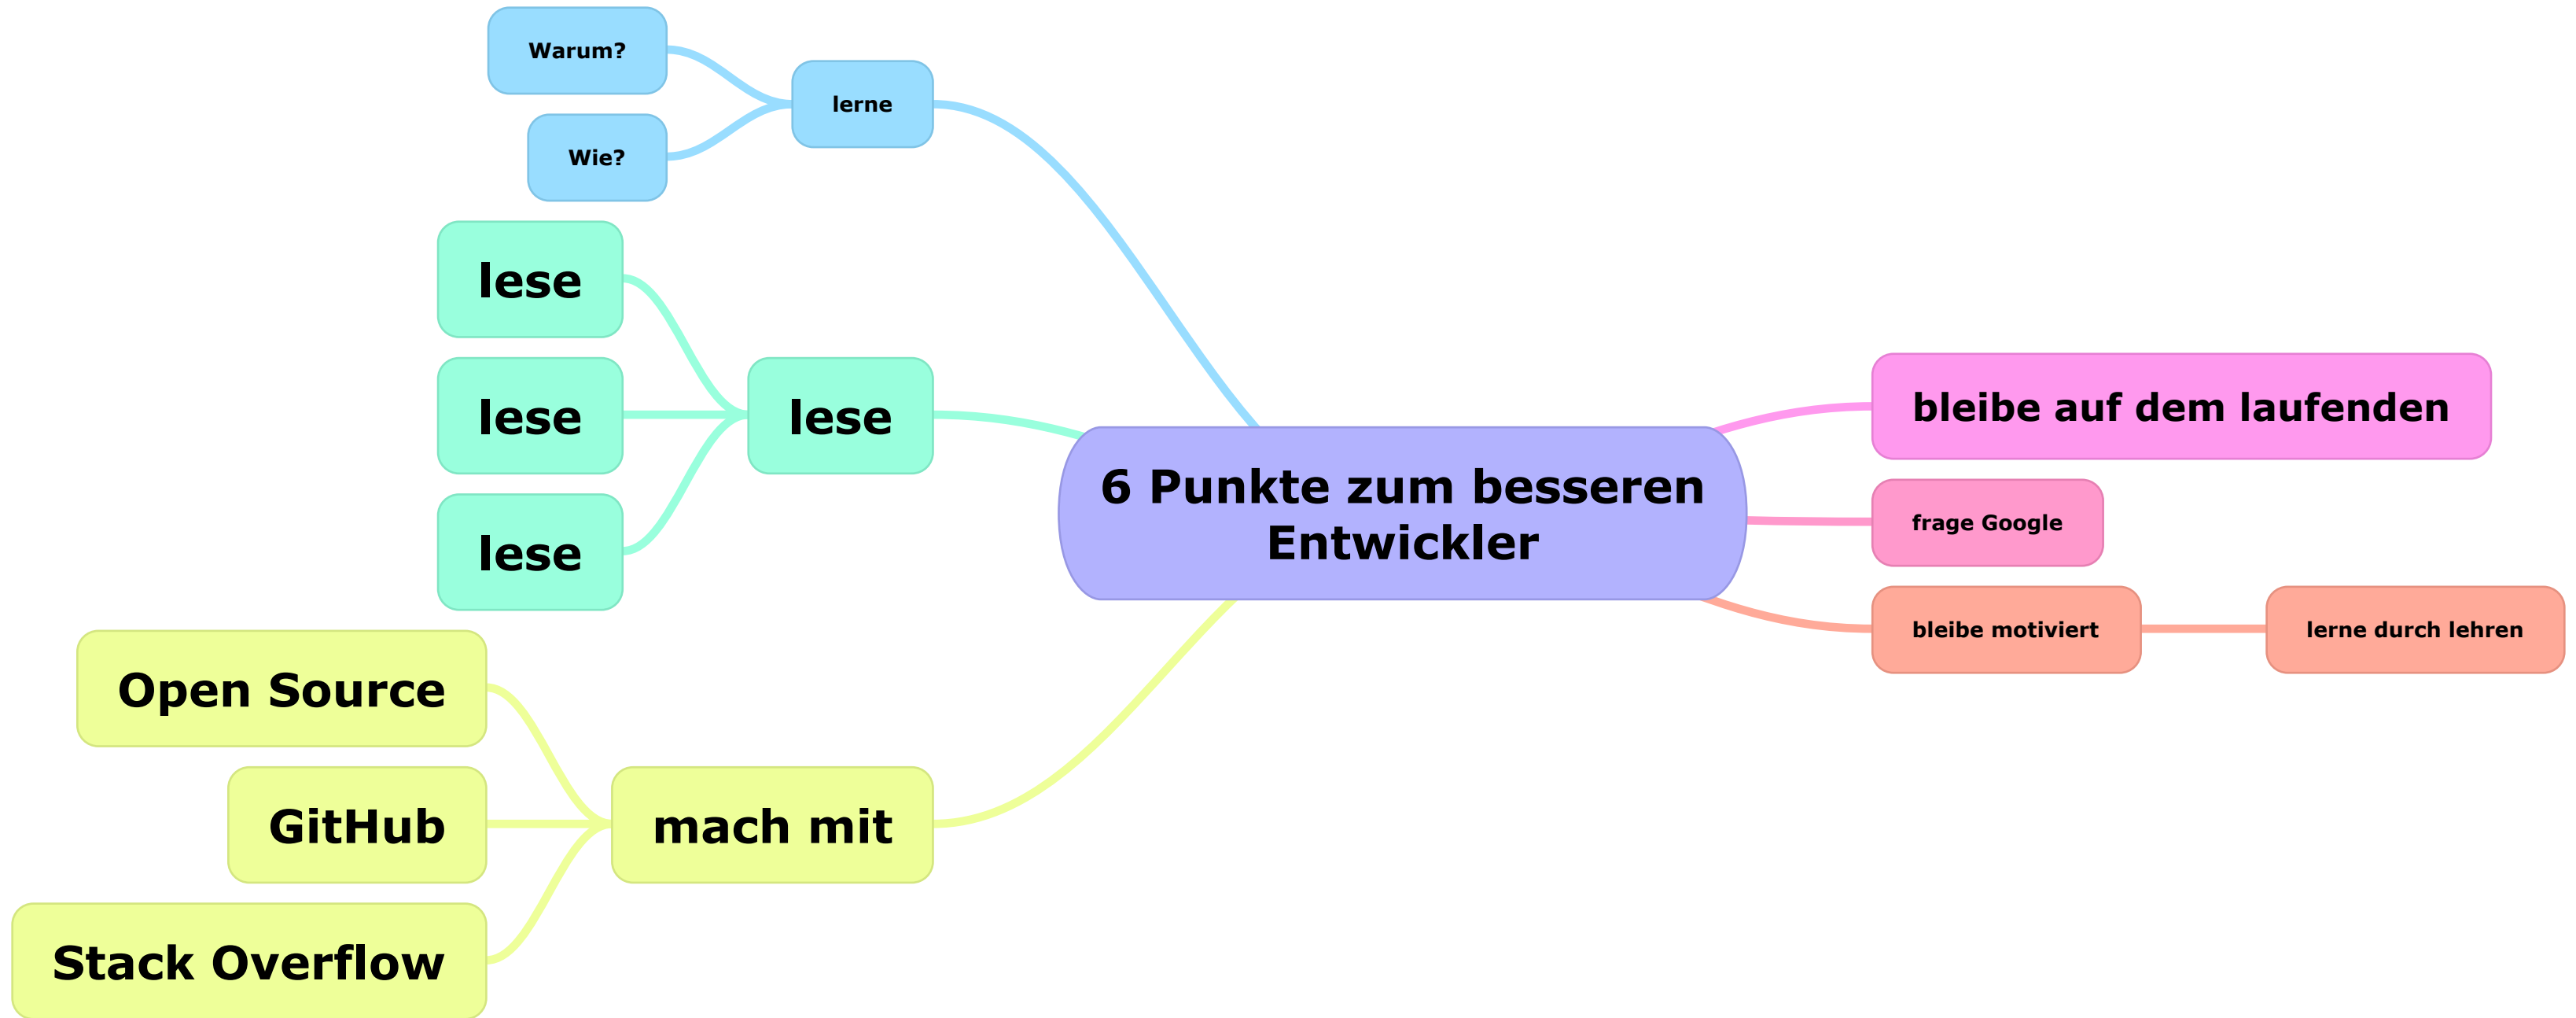 Warum?
lerne
Wie?
lese
lese
lese
lese
Open Source
GitHub
mach mit
Stack Overflow
6 Punkte zum besseren
Entwickler
bleibe auf dem laufenden
frage Google
bleibe motiviert
lerne durch lehren